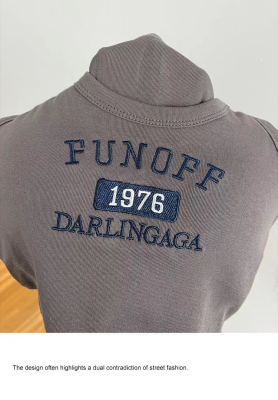 FUNOFF
1976
DARLINGAGA
The design often highlights a dual contradiction of street fashion.